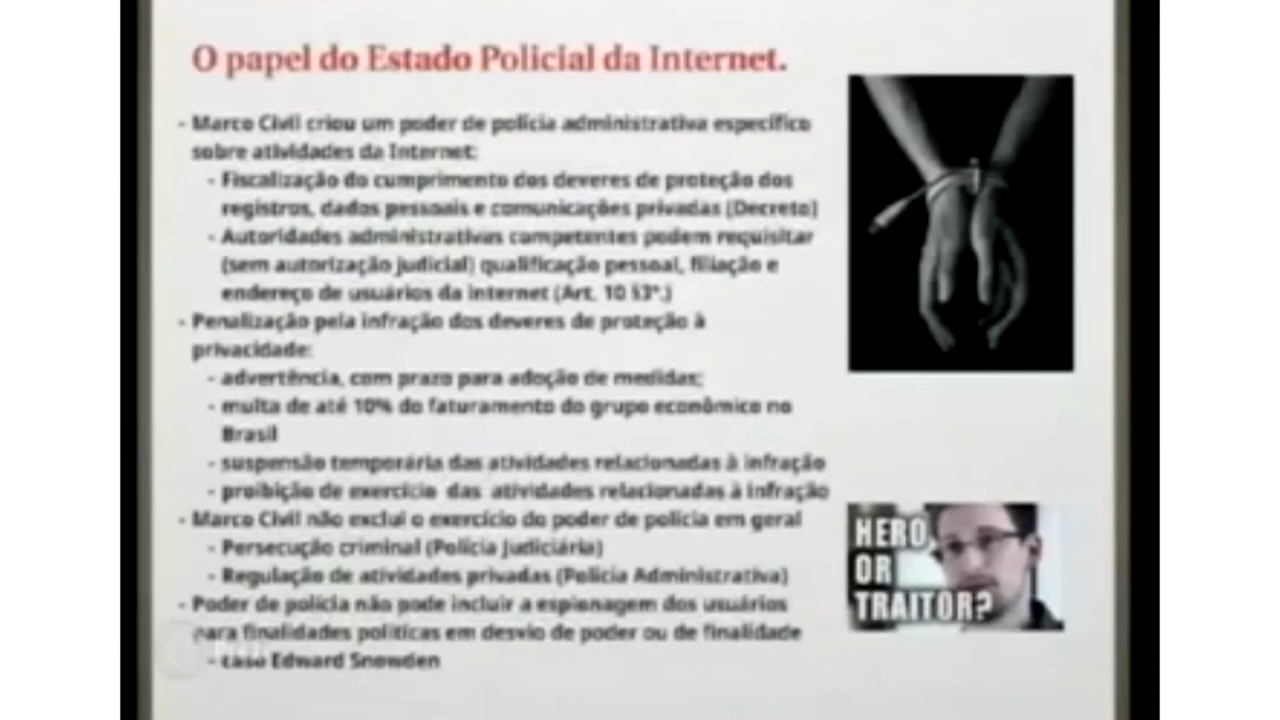 O papel do Estado Policial da Internet.
- Marco Civil criou um poder de polícia administrativa específico
sobre atividades da Internet:
- Fiscalização do cumprimento dos deveres de proteção dos
registros, dados pessoais e comunicações privadas (Decreto)
- Autoridades administrativas competentes podem requisitar
(sem autorização judicial) qualificação pessoal, filiação e
endereço de usuários da internet (Art. 10 §3º.)
- Penalização pela infração dos deveres de proteção à
privacidade:
- advertência, com prazo para adoção de medidas;
- multa de até 10% do faturamento do grupo econômico no
Brasil
- suspensão temporária das atividades relacionadas à infração
- proibição de exercício das atividades relacionadas à infração
- Marco Civil não exclui o exercício do poder de polícia em geral
- Persecução criminal (Polícia Judiciária)
- Regulação de atividades privadas (Polícia Administrativa)
- Poder de polícia não pode incluir a espionagem dos usuários
para finalidades políticas em desvio de poder ou de finalidade
- caso Edward Snowden
HERO
OR
TRAITOR?